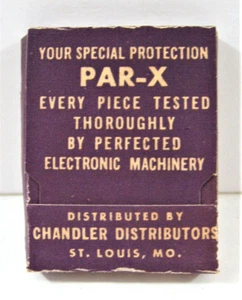 YOUR SPECIAL PROTECTION
PAR-X
EVERY PIECE TESTED
THOROUGHLY
BY PERFECTED
ELECTRONIC MACHINERY
DISTRIBUTED BY
CHANDLER DISTRIBUTORS
ST. LOUIS, MO.